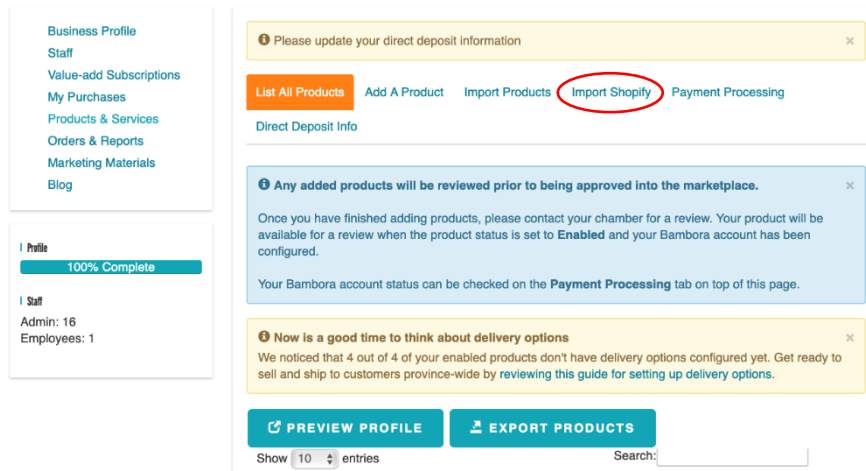 Business Profile
Staff
Value-add Subscriptions
My Purchases
Products & Services
Orders & Reports
Marketing Materials
Blog
Profile
100% Complete
Staff
Admin: 16
Employees: 1
Please update your direct deposit information ×
List All Products Add A Product Import Products Import Shopify Payment Processing
Direct Deposit Info
Any added products will be reviewed prior to being approved into the marketplace. ×
Once you have finished adding products, please contact your chamber for a review. Your product will be
available for a review when the product status is set to Enabled and your Bambora account has been
configured.
Your Bambora account status can be checked on the Payment Processing tab on top of this page.
Now is a good time to think about delivery options ×
We noticed that 4 out of 4 of your enabled products don't have delivery options configured yet. Get ready to
sell and ship to customers province-wide by reviewing this guide for setting up delivery options.
PREVIEW PROFILE EXPORT PRODUCTS
Show 10 entries Search: